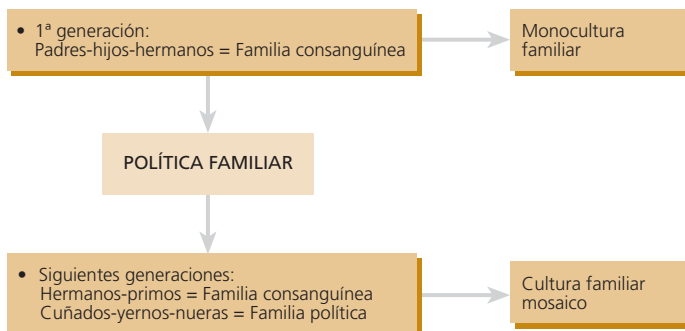 • 1ª generación:
Padres-hijos-hermanos = Familia consanguínea
Monocultura
familiar
POLÍTICA FAMILIAR
• Siguientes generaciones:
Hermanos-primos = Familia consanguínea
Cuñados-yernos-nueras = Familia política
Cultura familiar
mosaico